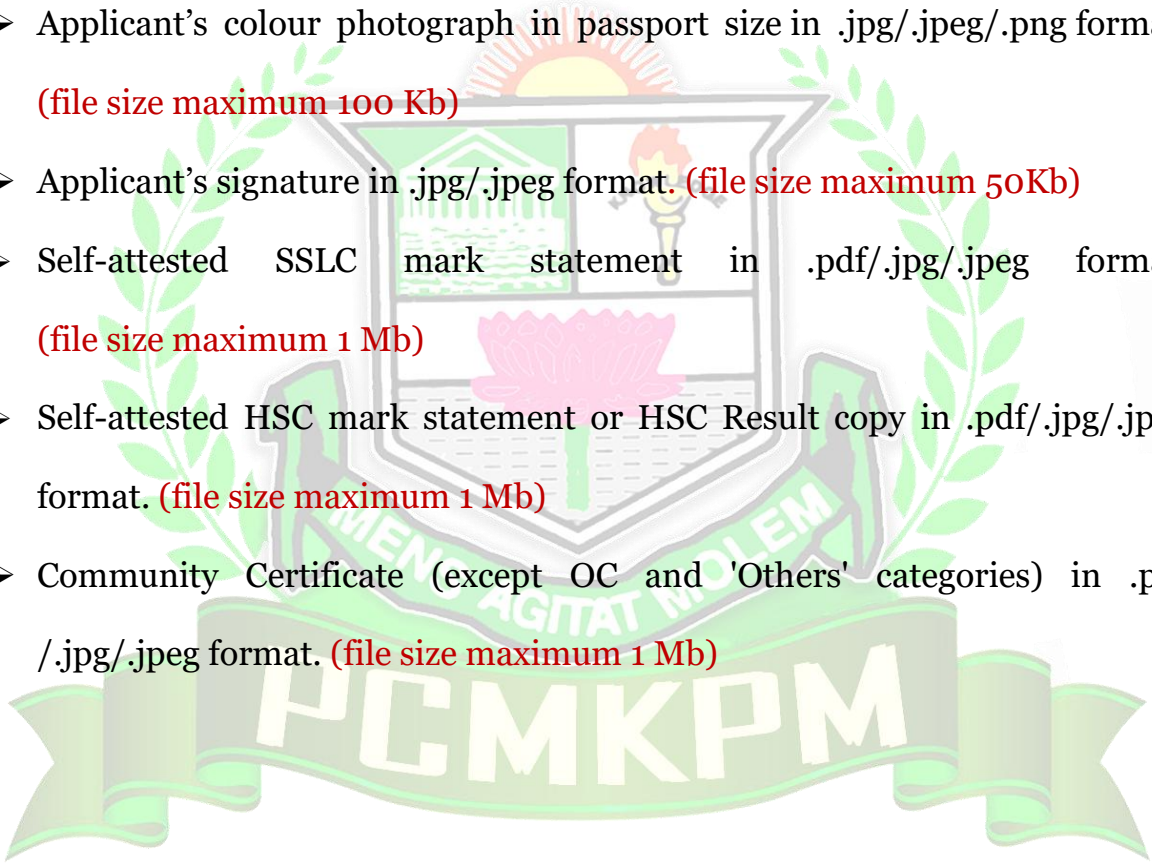 ➢ Applicant’s colour photograph in passport size in .jpg/.jpeg/.png forma
(file size maximum 100 Kb)
➢ Applicant’s signature in .jpg/.jpeg format. (file size maximum 50Kb)
➢ Self-attested SSLC mark statement in .pdf/.jpg/.jpeg forma
(file size maximum 1 Mb)
➢ Self-attested HSC mark statement or HSC Result copy in .pdf/.jpg/.jp
format. (file size maximum 1 Mb)
➢ Community Certificate (except OC and 'Others' categories) in .p
/.jpg/.jpeg format. (file size maximum 1 Mb)
MENS AGITAT MOLEM
PCMKPM